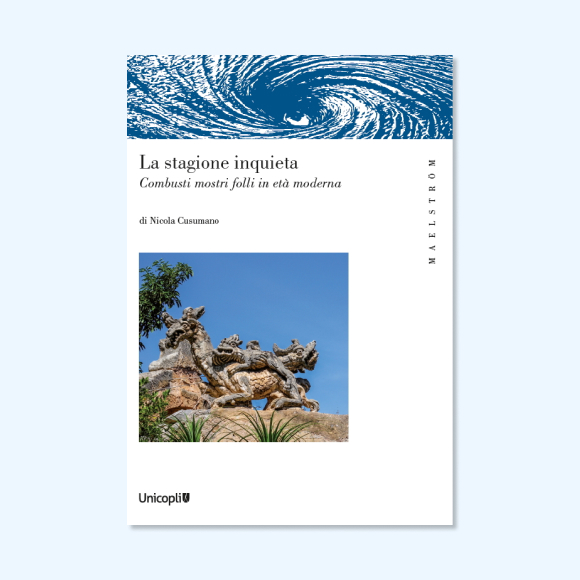 La stagione inquieta
Combusti mostri folli in età moderna
di Nicola Cusumano
MAELSTRÖM
Unicopli